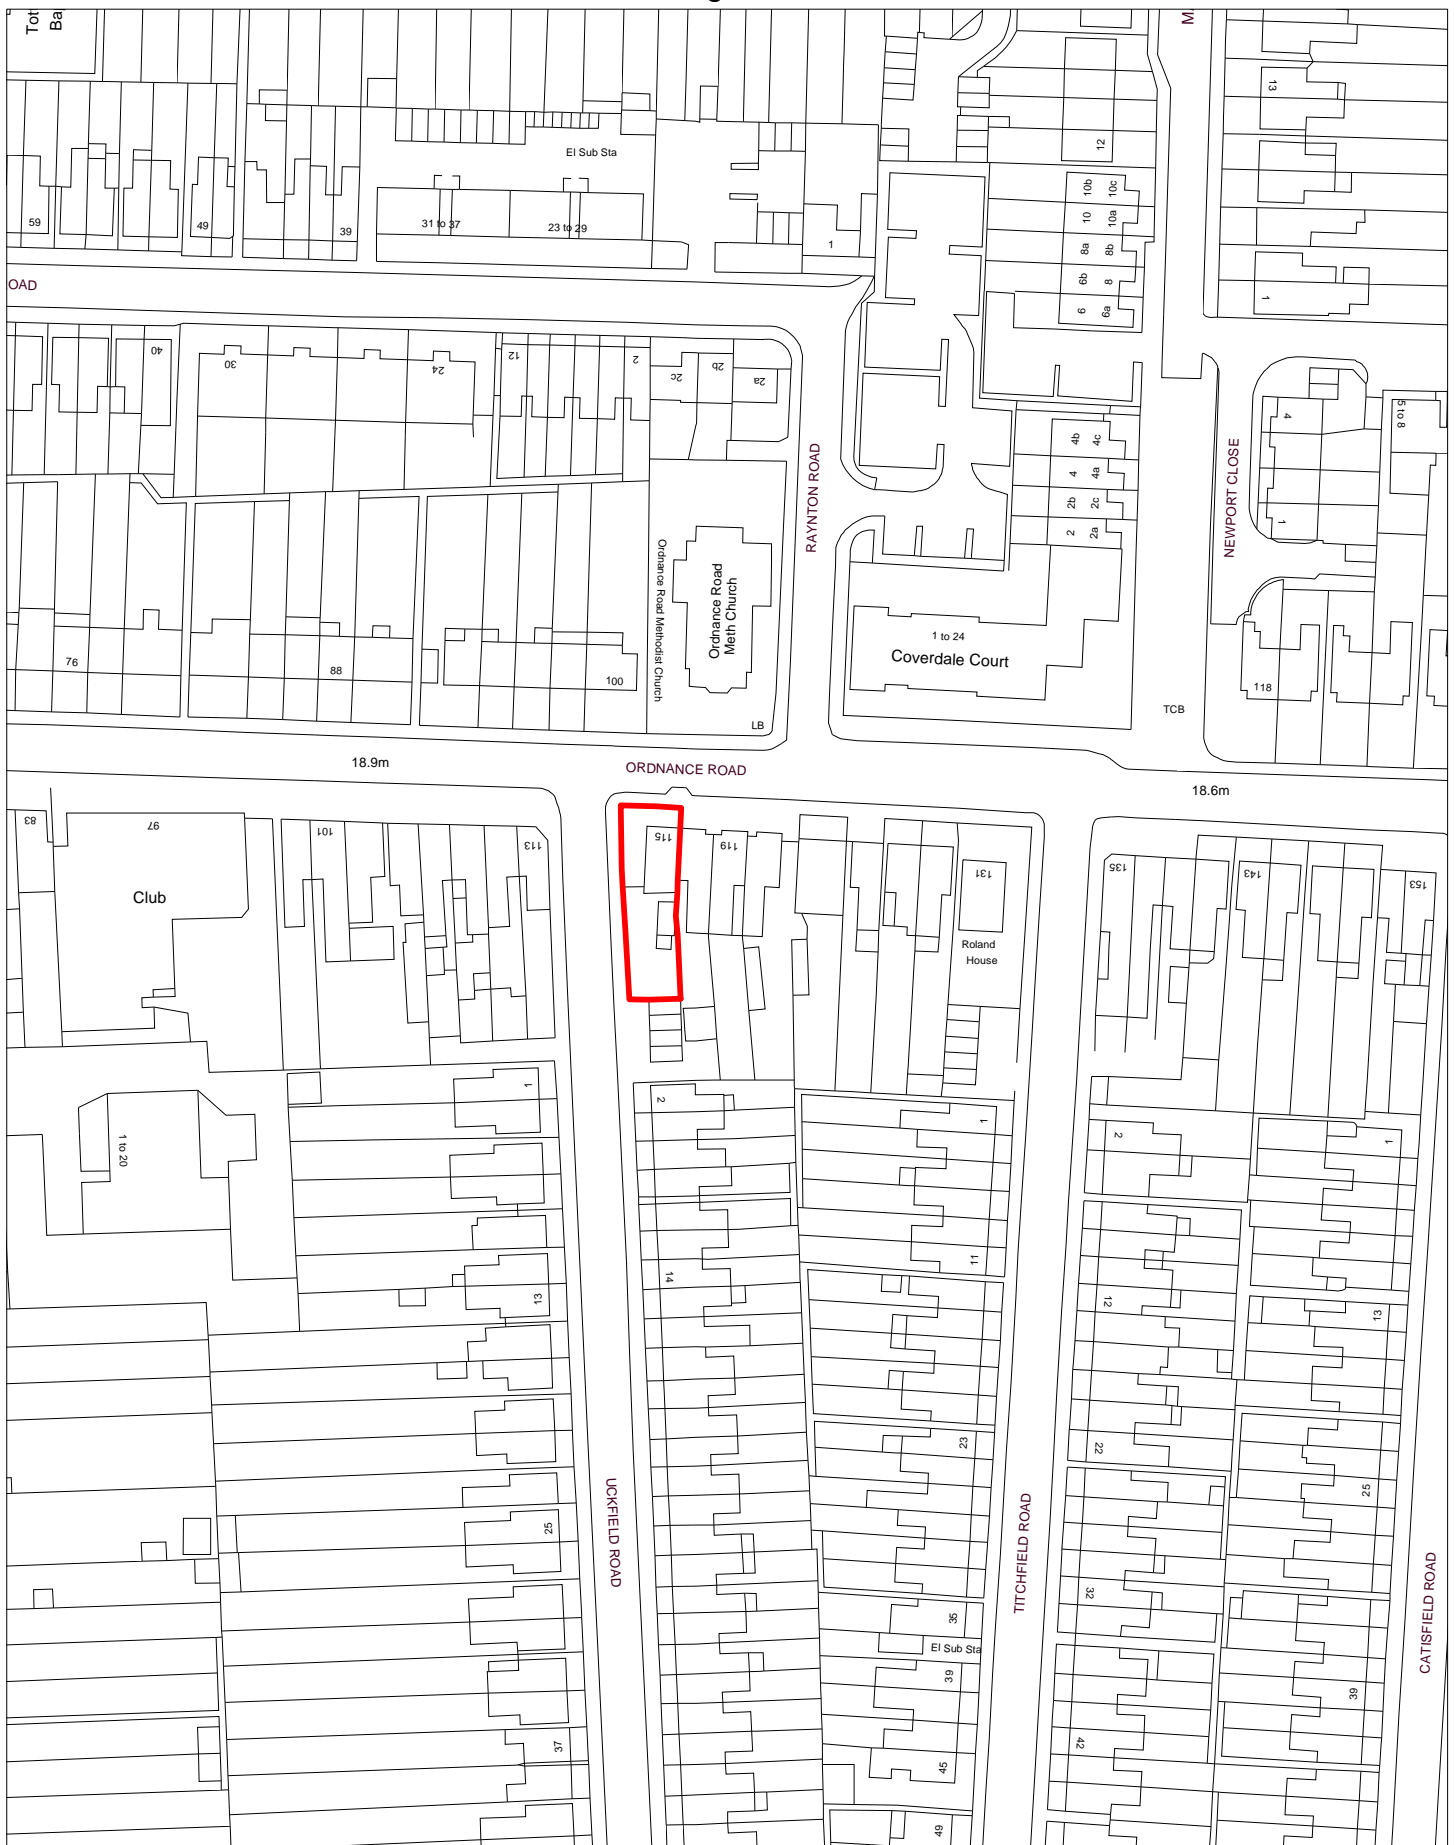 Tot
Ba
M
13
12
El Sub Sta
10b 10c
10 10a
8a 8b
6b 8
6 6a
1
59
49
39
31 to 37
23 to 29
1
OAD
40
30
24
12
2
2c
2b
2a
4
5 to 8
4b 4c
4 4a
2b 2c
2 2a
1
RAYNTON ROAD
NEWPORT CLOSE
Ordnance Road Methodist Church
Ordnance Road
Meth Church
1 to 24
Coverdale Court
76
88
100
118
LB
TCB
18.9m
ORDNANCE ROAD
18.6m
83
97
101
113
115
119
131
135
143
153
Club
Roland
House
1
2
1
2
1
1 to 20
11
14
13
12
13
23
22
25
25
UCKFIELD ROAD
TITCHFIELD ROAD
CATISFIELD ROAD
32
35
El Sub Sta
39
39
37
42
45
49